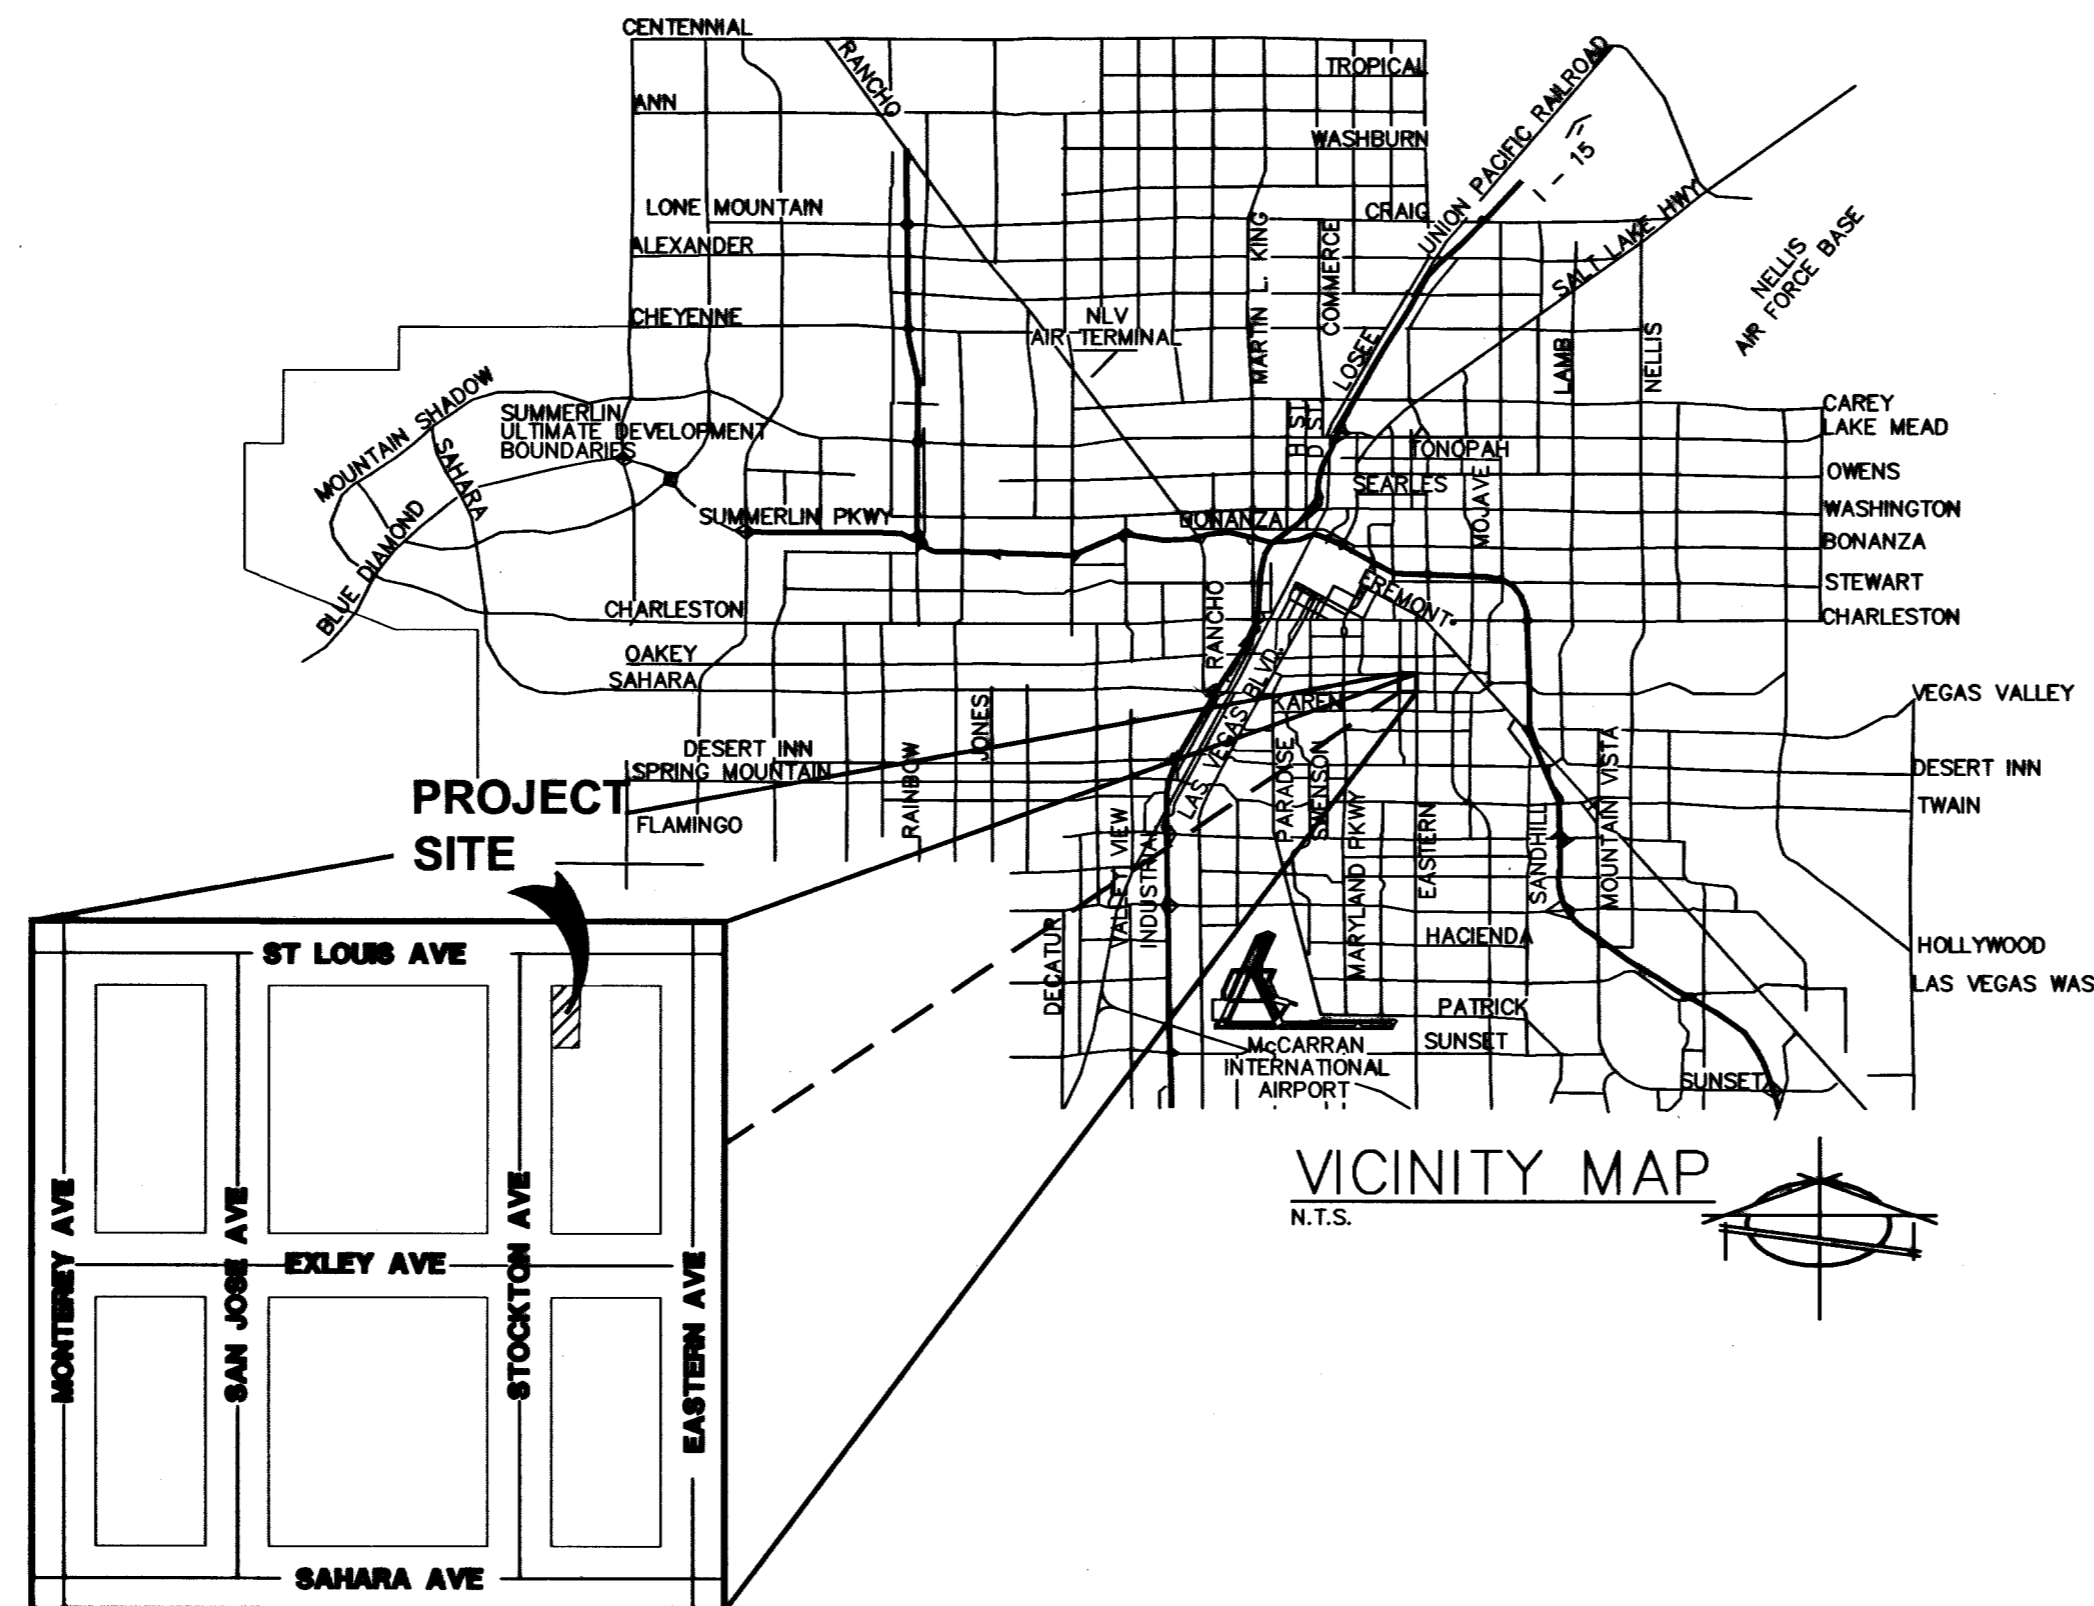 CENTENNIAL
RANCHO
TROPICAL
ANN
WASHBURN
UNION PACIFIC RAILROAD
I - 15
LONE MOUNTAIN
CRAIG
ALEXANDER
MARTIN L. KING
COMMERCE
SALT LAKE HWY
NELLIS
AIR FORCE BASE
CHEYENNE
NLV
AIR TERMINAL
LOSEE
LAMB
NELLIS
MOUNTAIN SHADOW
SUMMERLIN
ULTIMATE DEVELOPMENT
BOUNDARIES
SAHARA
H ST
D ST
CAREY
LAKE MEAD
TONOPAH
OWENS
SEARLES
MOJAVE
WASHINGTON
SUMMERLIN PKWY
BONANZA
BONANZA
BLUE DIAMOND
FREMONT
STEWART
CHARLESTON
RANCHO
CHARLESTON
OAKEY
SAHARA
LAS VEGAS BLVD.
KAREN
VEGAS VALLEY
JONES
RAINBOW
DESERT INN
SPRING MOUNTAIN
PARADISE
SWENSON
MOUNTAIN VISTA
DESERT INN
TWAIN
PROJECT
SITE
FLAMINGO
VALLEY VIEW
INDUSTRIAL
MARYLAND PKWY
EASTERN
SANDHILL
DECATUR
HACIENDA
HOLLYWOOD
LAS VEGAS WAS
PATRICK
SUNSET
McCARRAN
INTERNATIONAL
AIRPORT
SUNSET
ST LOUIS AVE
MONTEREY AVE
SAN JOSE AVE
STOCKTON AVE
EASTERN AVE
EXLEY AVE
SAHARA AVE
VICINITY MAP
N.T.S.